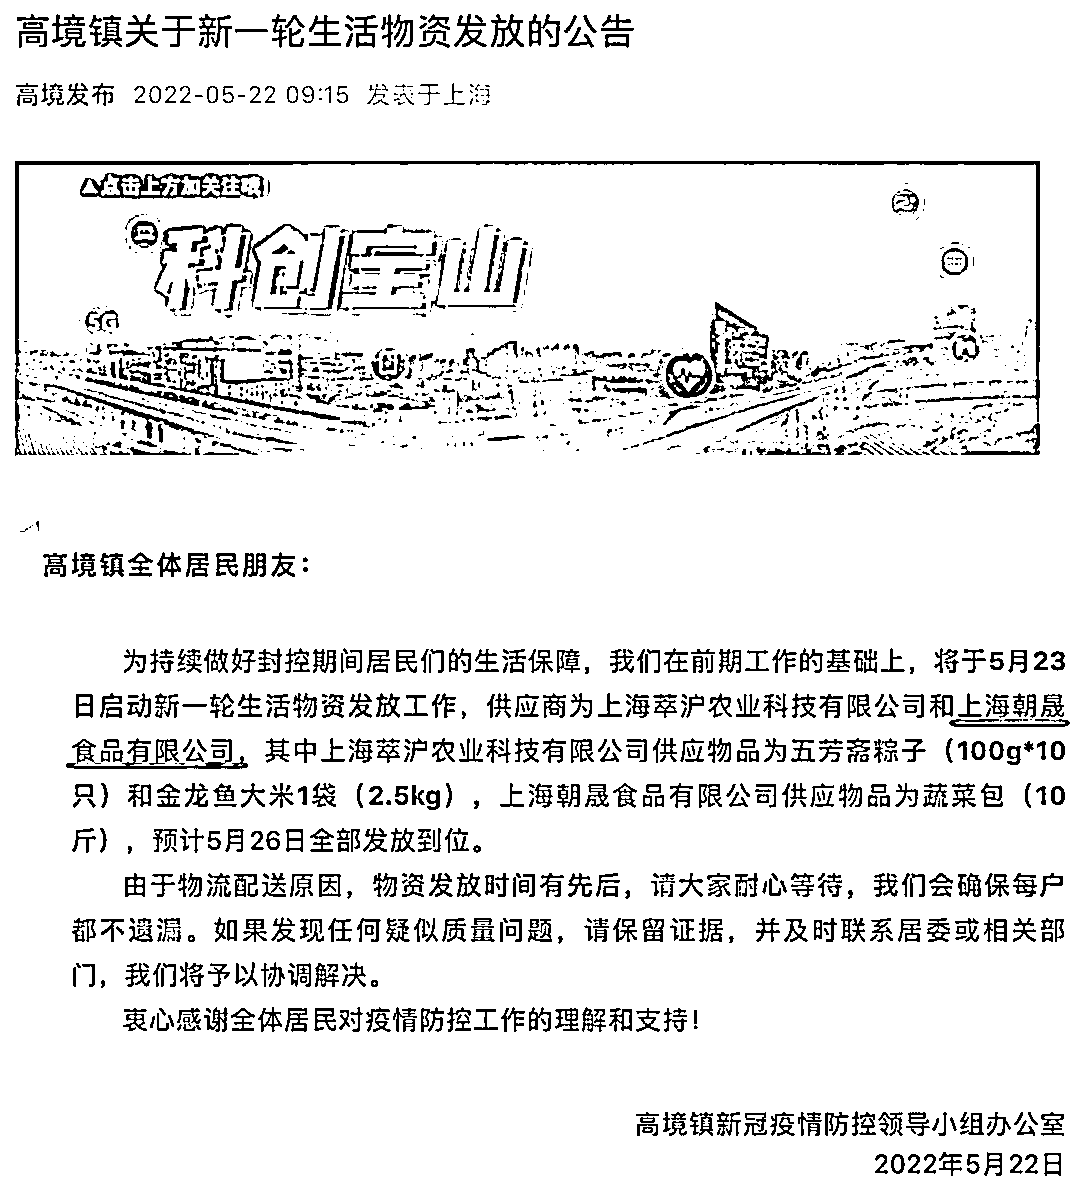 高境镇关于新一轮生活物资发放的公告
高境发布 2022-05-22 09:15 发表于上海
▲点击上方加关注哦
科创宝山
5G
高境镇全体居民朋友：
为持续做好封控期间居民们的生活保障，我们在前期工作的基础上，将于5月23
日启动新一轮生活物资发放工作，供应商为上海萃沪农业科技有限公司和上海朝晟
食品有限公司，其中上海萃沪农业科技有限公司供应物品为五芳斋粽子（100g*10
只）和金龙鱼大米1袋（2.5kg），上海朝晟食品有限公司供应物品为蔬菜包（10
斤），预计5月26日全部发放到位。
由于物流配送原因，物资发放时间有先后，请大家耐心等待，我们会确保每户
都不遗漏。如果发现任何疑似质量问题，请保留证据，并及时联系居委或相关部
门，我们将予以协调解决。
衷心感谢全体居民对疫情防控工作的理解和支持！
高境镇新冠疫情防控领导小组办公室
2022年5月22日